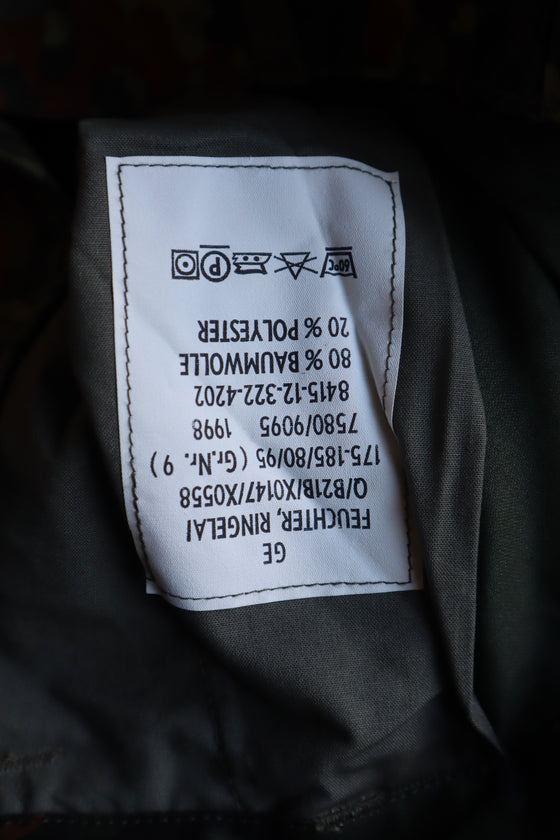 GE
FEUCHTER, RINGELAI
Q/B21B/X0147/X0558
175-185/80/95 (Gr.Nr. 9)
7580/9095 1998
8415-12-322-4202
80 % BAUMWOLLE
20 % POLYESTER
60°C P